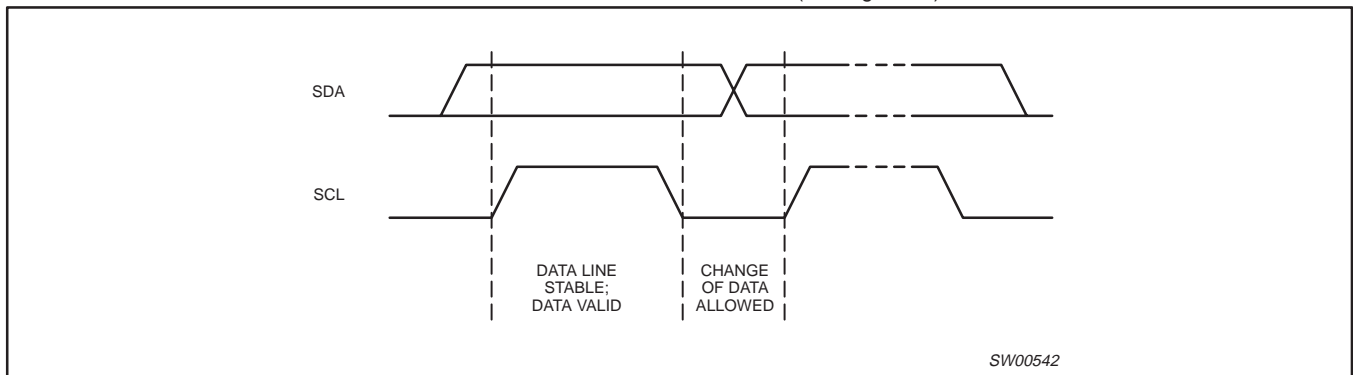 SDA
SCL
DATA LINE
STABLE;
DATA VALID
CHANGE
OF DATA
ALLOWED
SW00542